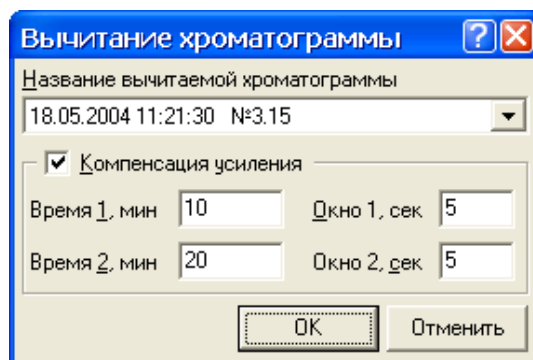 Вычитание хроматограммы
Название вычитаемой хроматограммы
18.05.2004 11:21:30 №3.15
Компенсация усиления
Время 1, мин 10 Окно 1, сек 5
Время 2, мин 20 Окно 2, сек 5
OK Отменить